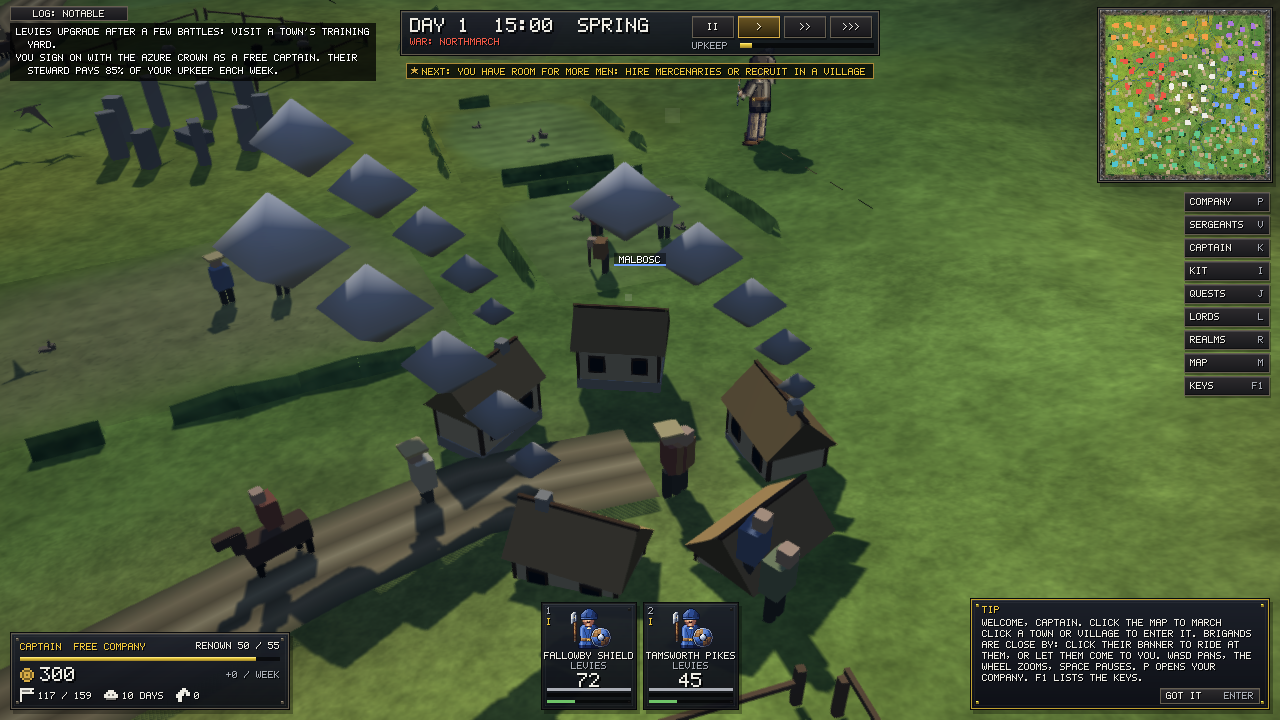 LOG: NOTABLE
LEVIES UPGRADE AFTER A FEW BATTLES: VISIT A TOWN'S TRAINING
YARD.
YOU SIGN ON WITH THE AZURE CROWN AS A FREE CAPTAIN. THEIR
STEWARD PAYS 85% OF YOUR UPKEEP EACH WEEK.
DAY 1 15:00 SPRING
WAR: NORTHMARCH
II > >> >>>
UPKEEP
★NEXT: YOU HAVE ROOM FOR MORE MEN: HIRE MERCENARIES OR RECRUIT IN A VILLAGE
COMPANY P
SERGEANTS V
CAPTAIN K
KIT I
QUESTS J
LORDS L
REALMS R
MAP M
KEYS F1
MALBOSC
CAPTAIN FREE COMPANY RENOWN 50 / 55
300 +0 / WEEK
117 / 159 10 DAYS 0
1
I
FALLOWBY SHIELD
LEVIES
72
2
I
TAMSWORTH PIKES
LEVIES
45
TIP
WELCOME, CAPTAIN. CLICK THE MAP TO MARCH
CLICK A TOWN OR VILLAGE TO ENTER IT. BRIGANDS
ARE CLOSE BY: CLICK THEIR BANNER TO RIDE AT
THEM, OR LET THEM COME TO YOU. WASD PANS, THE
WHEEL ZOOMS, SPACE PAUSES. P OPENS YOUR
COMPANY. F1 LISTS THE KEYS.
GOT IT ENTER